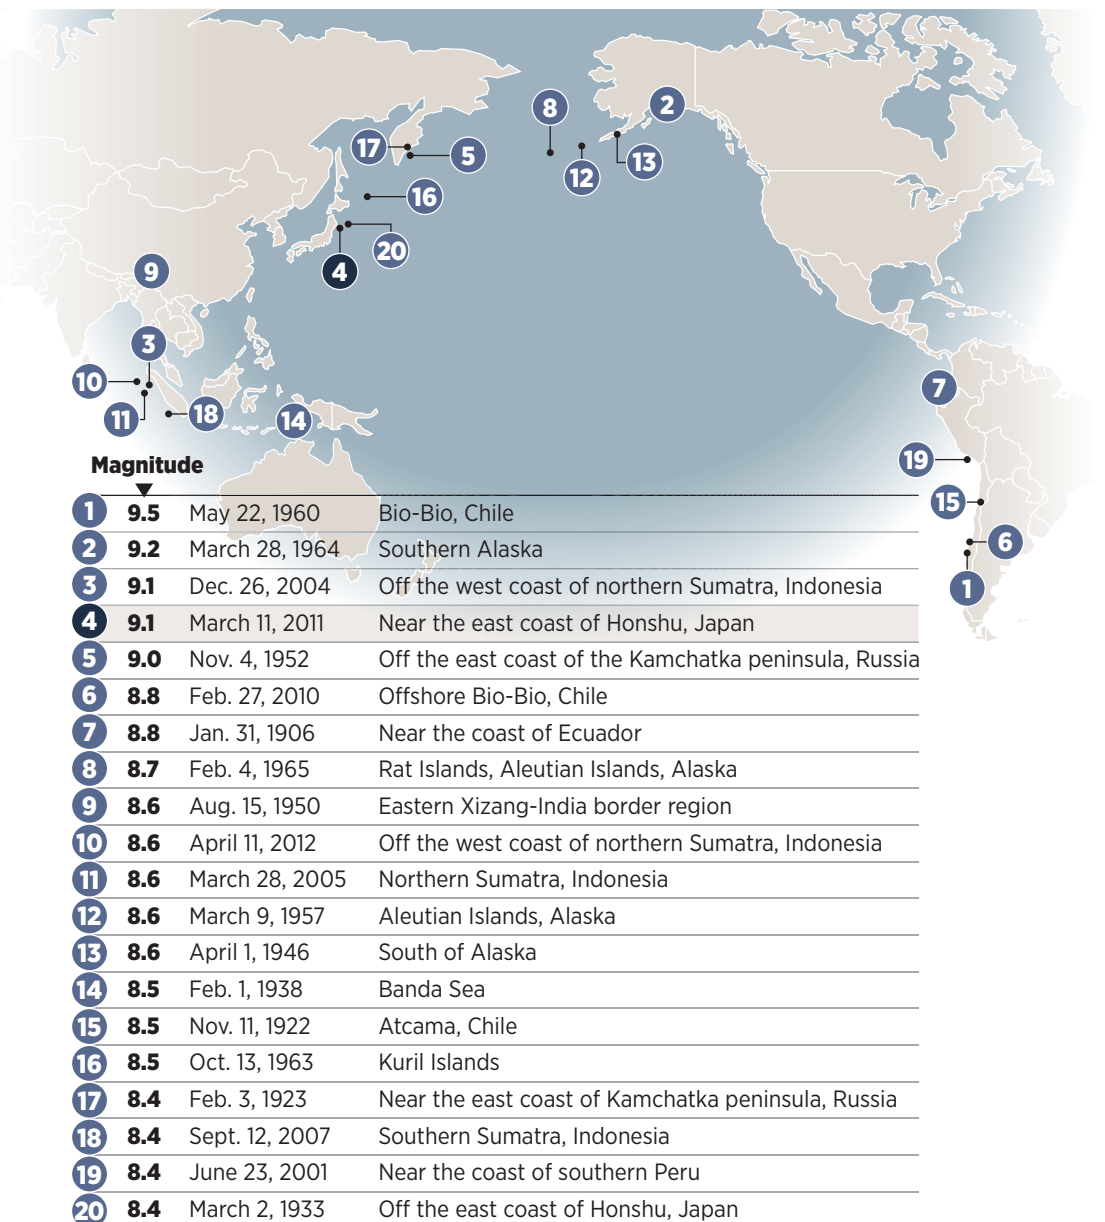 8
2
17
5
13
12
16
20
4
9
3
10
11
18
14
7
19
15
6
1
Magnitude
1 9.5 May 22, 1960 Bio-Bio, Chile
2 9.2 March 28, 1964 Southern Alaska
3 9.1 Dec. 26, 2004 Off the west coast of northern Sumatra, Indonesia
4 9.1 March 11, 2011 Near the east coast of Honshu, Japan
5 9.0 Nov. 4, 1952 Off the east coast of the Kamchatka peninsula, Russia
6 8.8 Feb. 27, 2010 Offshore Bio-Bio, Chile
7 8.8 Jan. 31, 1906 Near the coast of Ecuador
8 8.7 Feb. 4, 1965 Rat Islands, Aleutian Islands, Alaska
9 8.6 Aug. 15, 1950 Eastern Xizang-India border region
10 8.6 April 11, 2012 Off the west coast of northern Sumatra, Indonesia
11 8.6 March 28, 2005 Northern Sumatra, Indonesia
12 8.6 March 9, 1957 Aleutian Islands, Alaska
13 8.6 April 1, 1946 South of Alaska
14 8.5 Feb. 1, 1938 Banda Sea
15 8.5 Nov. 11, 1922 Atcama, Chile
16 8.5 Oct. 13, 1963 Kuril Islands
17 8.4 Feb. 3, 1923 Near the east coast of Kamchatka peninsula, Russia
18 8.4 Sept. 12, 2007 Southern Sumatra, Indonesia
19 8.4 June 23, 2001 Near the coast of southern Peru
20 8.4 March 2, 1933 Off the east coast of Honshu, Japan